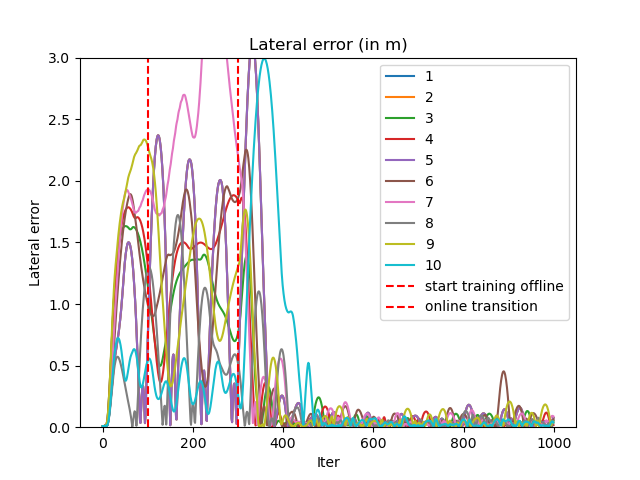 Lateral error (in m)
3.0
2.5
2.0
1.5
1.0
0.5
0.0
Lateral error
0 200 400 600 800 1000
Iter
1
2
3
4
5
6
7
8
9
10
start training offline
online transition